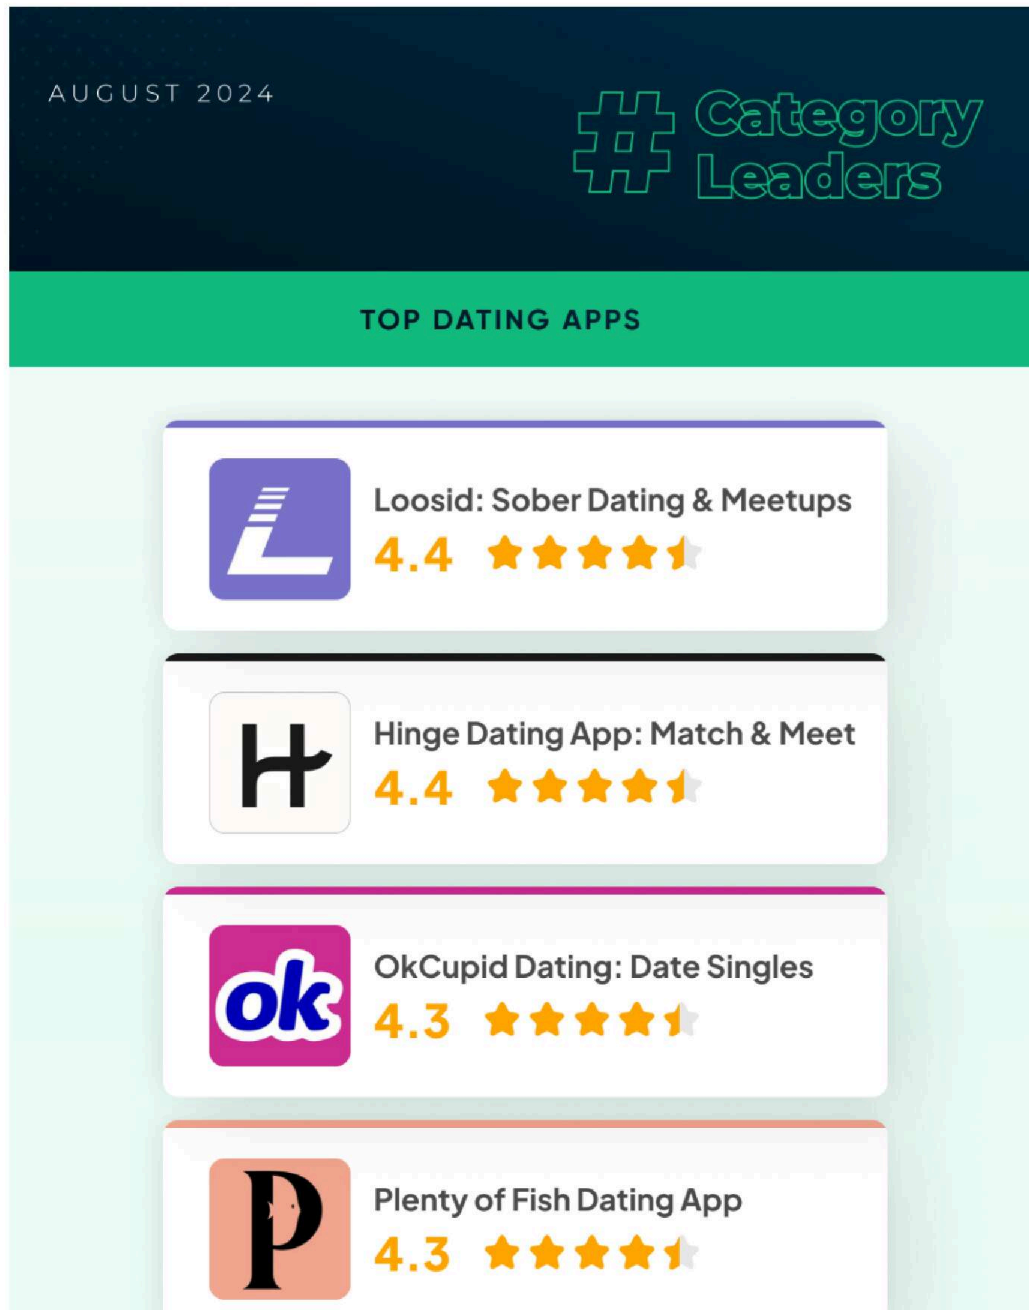 AUGUST 2024
# Category
Leaders
TOP DATING APPS
L
Loosid: Sober Dating & Meetups
4.4
H
Hinge Dating App: Match & Meet
4.4
ok
OkCupid Dating: Date Singles
4.3
P
Plenty of Fish Dating App
4.3